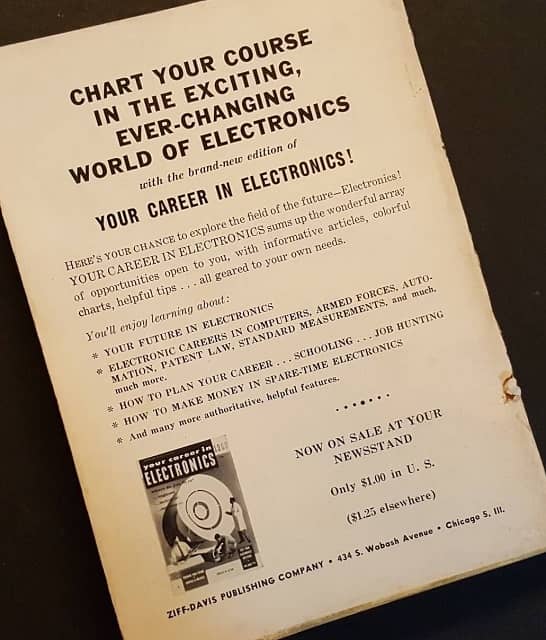 CHART YOUR COURSE
IN THE EXCITING,
EVER-CHANGING
WORLD OF ELECTRONICS
with the brand-new edition of
YOUR CAREER IN ELECTRONICS!
HERE'S YOUR CHANCE to explore the field of the future—Electronics!
YOUR CAREER IN ELECTRONICS sums up the wonderful array
of opportunities open to you, with informative articles, colorful
charts, helpful tips . . . all geared to your own needs.
You'll enjoy learning about:
* YOUR FUTURE IN ELECTRONICS
* ELECTRONIC CAREERS IN COMPUTERS, ARMED FORCES, AUTO-
MATION, PATENT LAW, STANDARD MEASUREMENTS, and much,
much more.
* HOW TO PLAN YOUR CAREER . . . SCHOOLING . . . JOB HUNTING
* HOW TO MAKE MONEY IN SPARE-TIME ELECTRONICS
* And many more authoritative, helpful features.
your career in
ELECTRONICS
NOW ON SALE AT YOUR
NEWSSTAND
Only $1.00 in U. S.
($1.25 elsewhere)
ZIFF-DAVIS PUBLISHING COMPANY • 434 S. Wabash Avenue • Chicago 5, Ill.